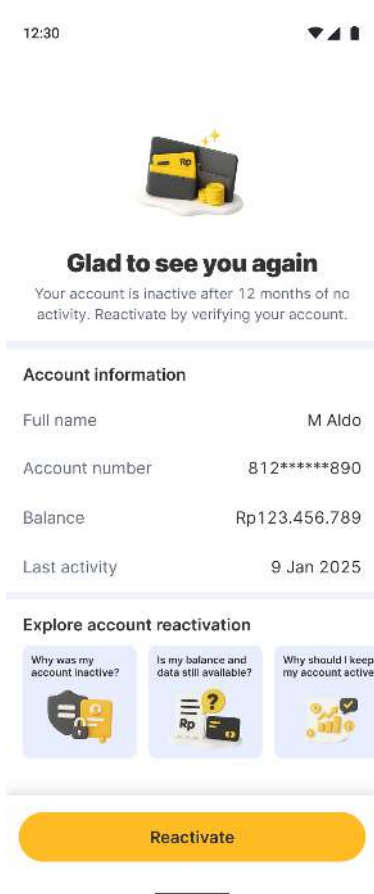 12:30
Rp
Glad to see you again
Your account is inactive after 12 months of no
activity. Reactivate by verifying your account.
Account information
Full name M Aldo
Account number 812******890
Balance Rp123.456.789
Last activity 9 Jan 2025
Explore account reactivation
Why was my
account inactive?
Is my balance and
data still available?
Why should I keep
my account active
?
Rp
Reactivate